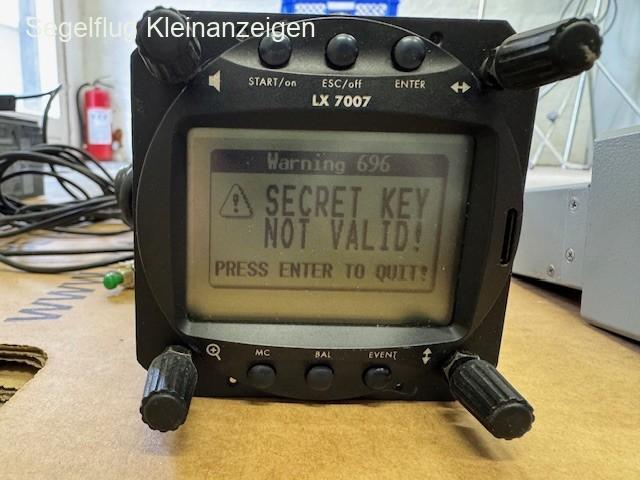 Segelflug Kleinanzeigen
START/on ESC/off ENTER
LX 7007
Warning 696
SECRET KEY
NOT VALID!
PRESS ENTER TO QUIT!
MC BAL EVENT
WWW.